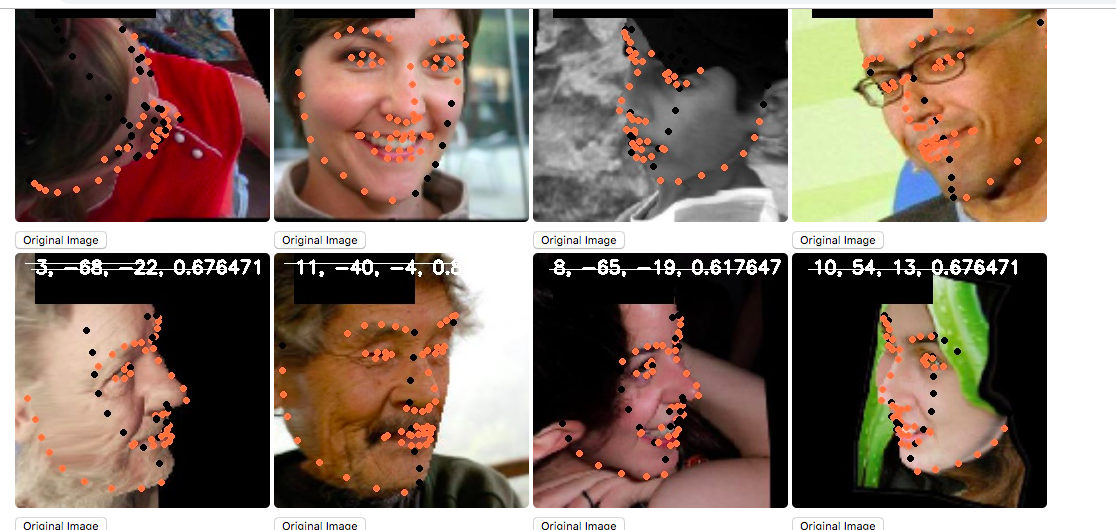 Original Image Original Image Original Image Original Image
3, -68, -22, 0.676471 11, -40, -4, 0.8 8, -65, -19, 0.617647 10, 54, 13, 0.676471
Original Image Original Image Original Image Original Image